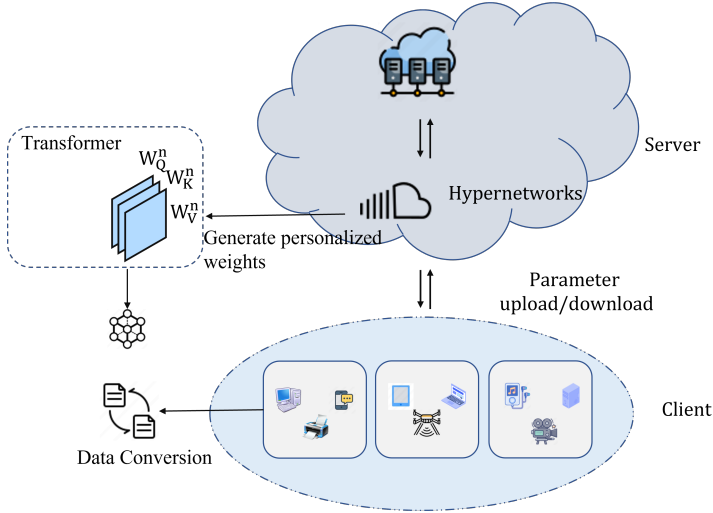 Transformer
W_Q^n
W_K^n
W_V^n
Server
Hypernetworks
Generate personalized
weights
Parameter
upload/download
Client
Data Conversion